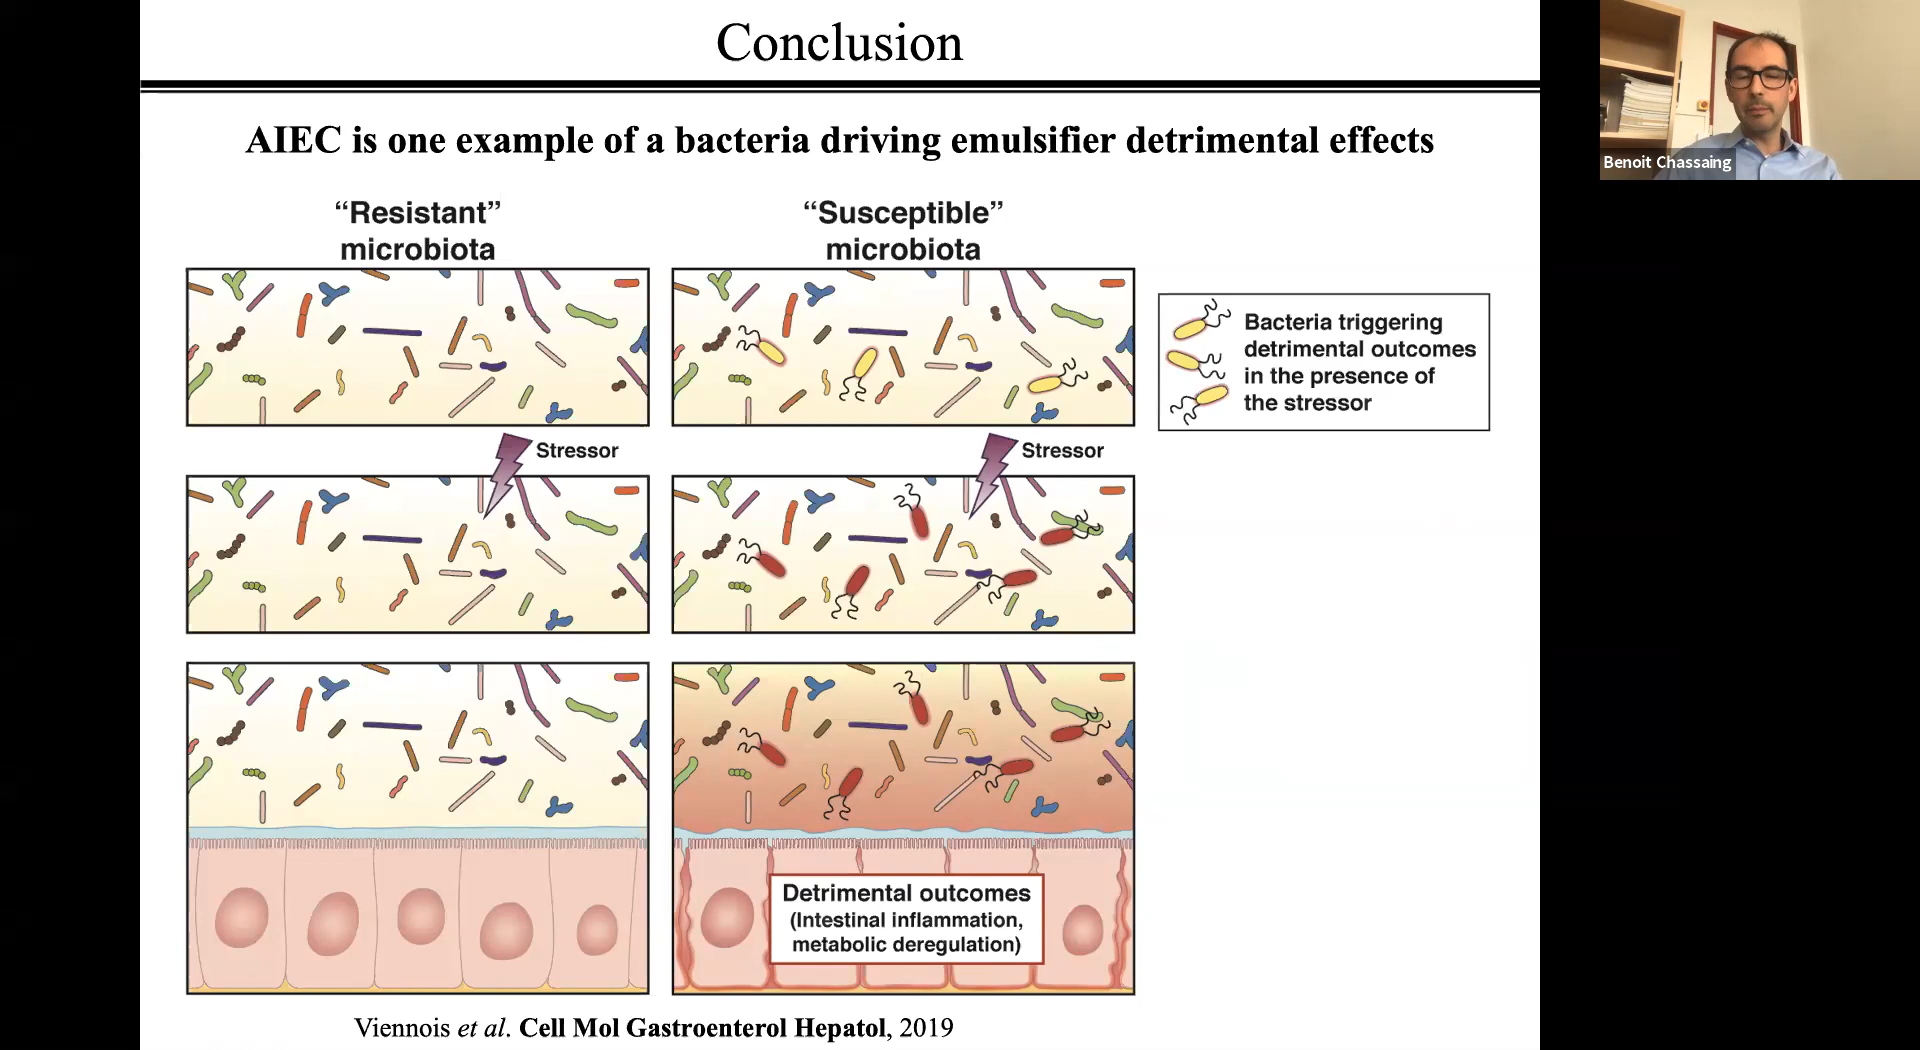 Conclusion
AIEC is one example of a bacteria driving emulsifier detrimental effects
“Resistant”
microbiota
“Susceptible”
microbiota
Bacteria triggering
detrimental outcomes
in the presence of
the stressor
Stressor
Stressor
Detrimental outcomes
(Intestinal inflammation,
metabolic deregulation)
Viennois et al. Cell Mol Gastroenterol Hepatol, 2019
Benoit Chassaing